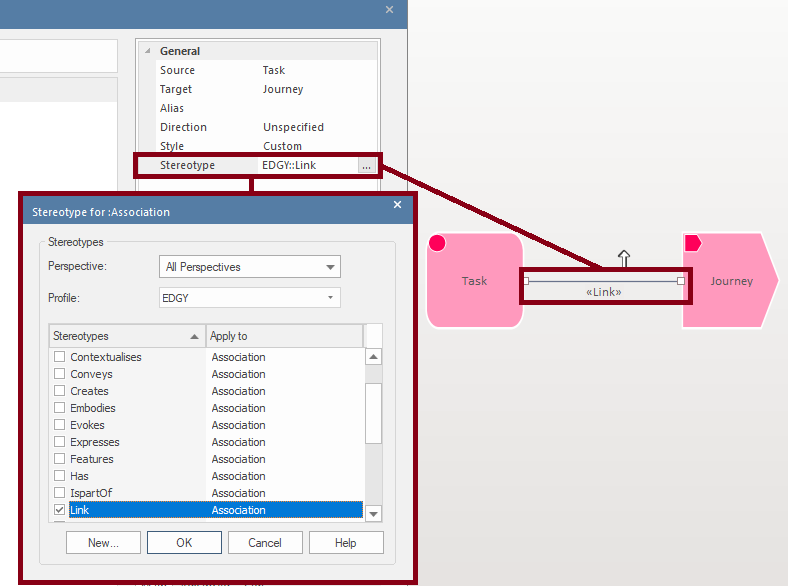 General
Source Task
Target Journey
Alias
Direction Unspecified
Style Custom
Stereotype EDGY::Link ...
Stereotype for :Association
Stereotypes
Perspective: All Perspectives
Profile: EDGY
Stereotypes Apply to
Contextualises Association
Conveys Association
Creates Association
Embodies Association
Evokes Association
Expresses Association
Features Association
Has Association
IspartOf Association
Link Association
New... OK Cancel Help
Task
«Link»
Journey